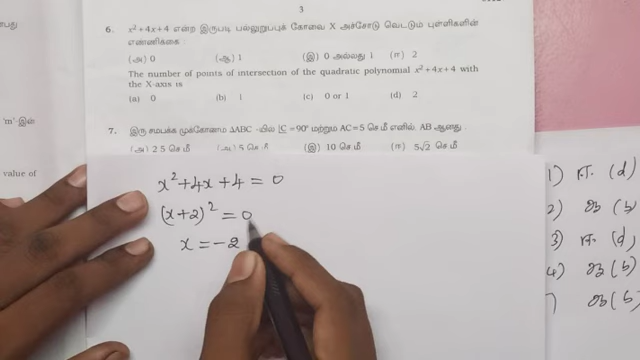 3
6. x²+4x+4 என்ற இருபடி பல்லுறுப்புக் கோவை X அச்சோடு வெட்டும் புள்ளிகளின்
எண்ணிக்கை :
(அ) 0 (ஆ) 1 (இ) 0 அல்லது 1 (ஈ) 2
The number of points of intersection of the quadratic polynomial x²+4x+4 with
the X-axis is
(a) 0 (b) 1 (c) 0 or 1 (d) 2
7. இரு சமபக்க முக்கோணம் ΔABC -யில் ∠C =90° மற்றும் AC=5 செ.மீ எனில், AB ஆனது.
(அ) 2.5 செ.மீ (ஆ) 5 செ.மீ (இ) 10 செ.மீ (ஈ) 5√2 செ.மீ
'm'-இன்
value of
x²+4x+4=0
(x+2)²=0
x=-2
1) ஈ. (d)
2) ஆ (b)
3) ஈ. (d)
4) ஆ (b)
ஆ (b)